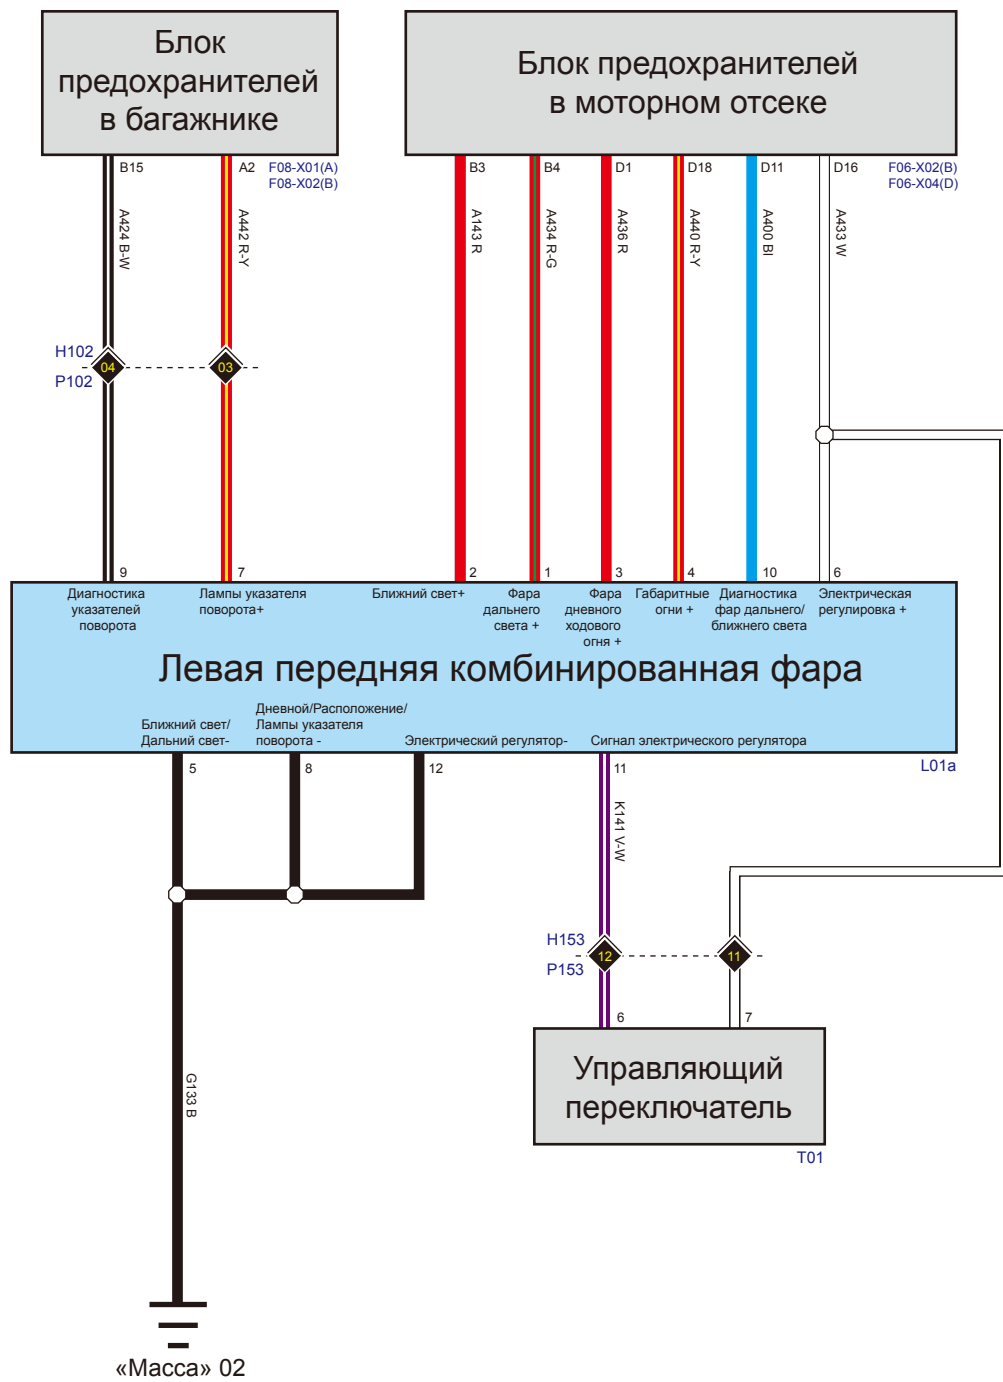 Блок
предохранителей
в багажнике
Блок предохранителей
в моторном отсеке
B15
A2
F08-X01(A)
F08-X02(B)
B3
B4
D1
D18
D11
D16
F06-X02(B)
F06-X04(D)
A424 B-W
A442 R-Y
A143 R
A434 R-G
A436 R
A440 R-Y
A400 Bl
A433 W
H102
P102
04
03
9
7
2
1
3
4
10
6
Диагностика
указателей
поворота
Лампы указателя
поворота+
Ближний свет+
Фара
дальнего
света +
Фара
дневного
ходового
огня +
Габаритные
огни +
Диагностика
фар дальнего/
ближнего света
Электрическая
регулировка +
Левая передняя комбинированная фара
Ближний свет/
Дальний свет-
Дневной/Расположение/
Лампы указателя
поворота -
Электрический регулятор-
Сигнал электрического регулятора
5
8
12
11
L01a
K141 V-W
H153
P153
12
11
6
7
Управляющий
переключатель
T01
G133 B
«Масса» 02